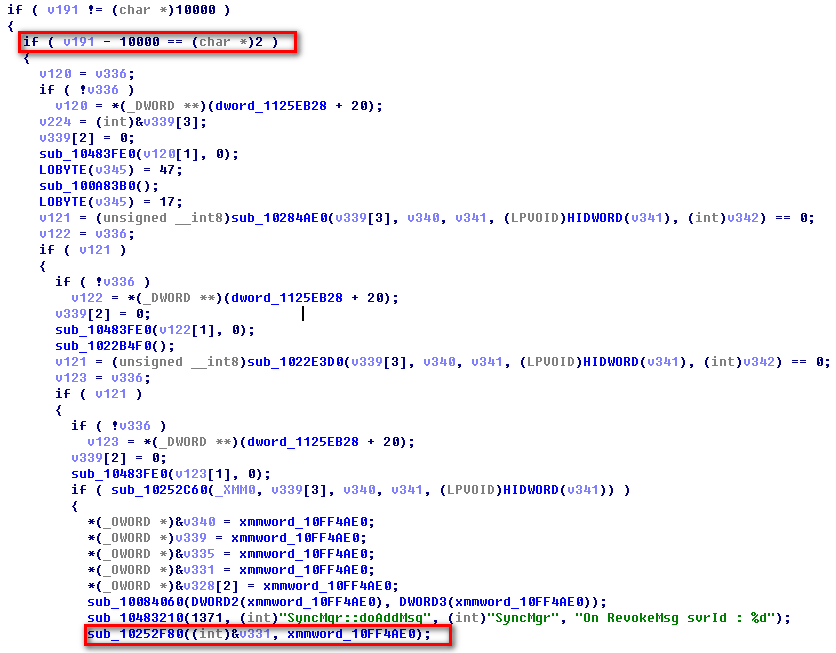 if ( v191 != (char *)10000 )
{
if ( v191 - 10000 == (char *)2 )
{
v120 = v336;
if ( !v336 )
v120 = *(_DWORD **)(dword_1125EB28 + 20);
v224 = (int)&v339[3];
v339[2] = 0;
sub_10483FE0(v120[1], 0);
LOBYTE(v345) = 47;
sub_100A83B0();
LOBYTE(v345) = 17;
v121 = (unsigned __int8)sub_10284AE0(v339[3], v340, v341, (LPVOID)HIDWORD(v341), (int)v342) == 0;
v122 = v336;
if ( v121 )
{
if ( !v336 )
v122 = *(_DWORD **)(dword_1125EB28 + 20);
v339[2] = 0;
sub_10483FE0(v122[1], 0);
sub_1022B4F0();
v121 = (unsigned __int8)sub_1022E3D0(v339[3], v340, v341, (LPVOID)HIDWORD(v341), (int)v342) == 0;
v123 = v336;
if ( v121 )
{
if ( !v336 )
v123 = *(_DWORD **)(dword_1125EB28 + 20);
v339[2] = 0;
sub_10483FE0(v123[1], 0);
if ( sub_10252C60(_XMM0, v339[3], v340, v341, (LPVOID)HIDWORD(v341)) )
{
*(_OWORD *)&v340 = xmmword_10FF4AE0;
*(_OWORD *)v339 = xmmword_10FF4AE0;
*(_OWORD *)&v335 = xmmword_10FF4AE0;
*(_OWORD *)&v331 = xmmword_10FF4AE0;
*(_OWORD *)&v328[2] = xmmword_10FF4AE0;
sub_10084060(DWORD2(xmmword_10FF4AE0), DWORD3(xmmword_10FF4AE0));
sub_10483210(1371, (int)"SyncMgr::doAddMsg", (int)"SyncMgr", "On RevokeMsg svrId : %d");
sub_10252F80((int)&v331, xmmword_10FF4AE0);